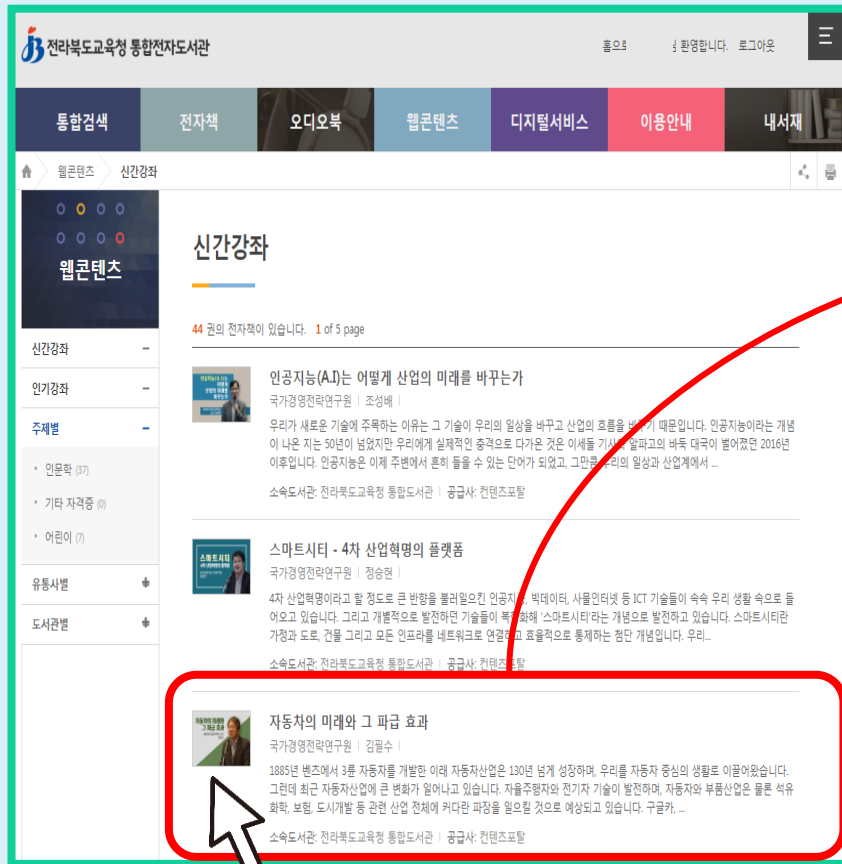 전라북도교육청 통합전자도서관
홈으로 환영합니다. 로그아웃
통합검색 전자책 오디오북 웹콘텐츠 디지털서비스 이용안내 내서재
웹콘텐츠 신간강좌
웹콘텐츠
신간강좌
인기강좌
주제별
인문학 (37)
기타 자격증 (0)
어린이 (7)
유통사별
도서관별
신간강좌
44 권의 전자책이 있습니다. 1 of 5 page
인공지능(A.I)는 어떻게 산업의 미래를 바꾸는가
국가경영전략연구원 | 조성배 |
우리가 새로운 기술에 주목하는 이유는 그 기술이 우리의 일상을 바꾸고 산업의 흐름을 바꾸기 때문입니다. 인공지능이라는 개념
이 나온 지는 50년이 넘었지만 우리에게 실제적인 충격으로 다가온 것은 이세돌 기사와 알파고의 바둑 대국이 벌어졌던 2016년
이후입니다. 인공지능은 이제 주변에서 흔히 들을 수 있는 단어가 되었고, 그만큼 우리의 일상과 산업계에서 ...
소속도서관: 전라북도교육청 통합도서관 | 공급사: 컨텐츠포탈
스마트시티
스마트시티 - 4차 산업혁명의 플랫폼
국가경영전략연구원 | 정승현 |
4차 산업혁명이라고 할 정도로 큰 반향을 불러일으킨 인공지능, 빅데이터, 사물인터넷 등 ICT 기술들이 속속 우리 생활 속으로 들
어오고 있습니다. 그리고 개별적으로 발전하던 기술들이 복합화해 '스마트시티'라는 개념으로 발전하고 있습니다. 스마트시티란
가정과 도로, 건물 그리고 모든 인프라를 네트워크로 연결하고 효율적으로 통제하는 첨단 개념입니다. 우리...
소속도서관: 전라북도교육청 통합도서관 | 공급사: 컨텐츠포탈
자동차의 미래와
그 파급 효과
자동차의 미래와 그 파급 효과
국가경영전략연구원 | 김필수 |
1885년 벤츠에서 3륜 자동차를 개발한 이래 자동차산업은 130년 넘게 성장하며, 우리를 자동차 중심의 생활로 이끌어왔습니다.
그런데 최근 자동차산업에 큰 변화가 일어나고 있습니다. 자율주행자와 전기자 기술이 발전하며, 자동차와 부품산업은 물론 석유
화학, 보험, 도시개발 등 관련 산업 전체에 커다란 파장을 일으킬 것으로 예상되고 있습니다. 구글카, ...
소속도서관: 전라북도교육청 통합도서관 | 공급사: 컨텐츠포탈